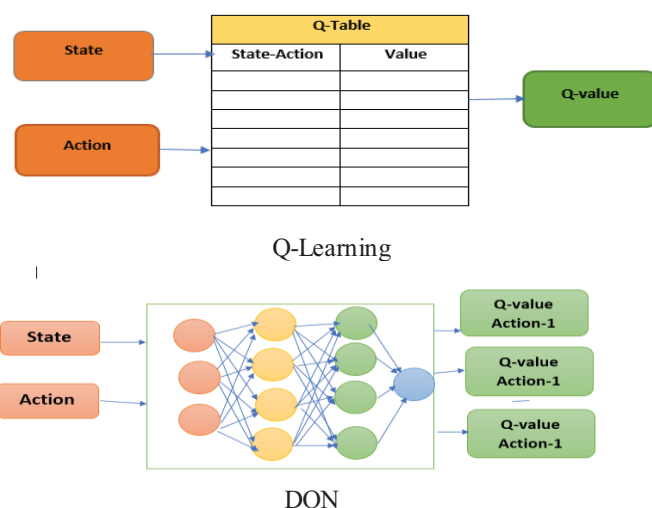 Q-Table
State
State-Action Value
Q-value
Action
Q-Learning
Q-value
Action-1
State
Q-value
Action-1
Action
Q-value
Action-1
DON